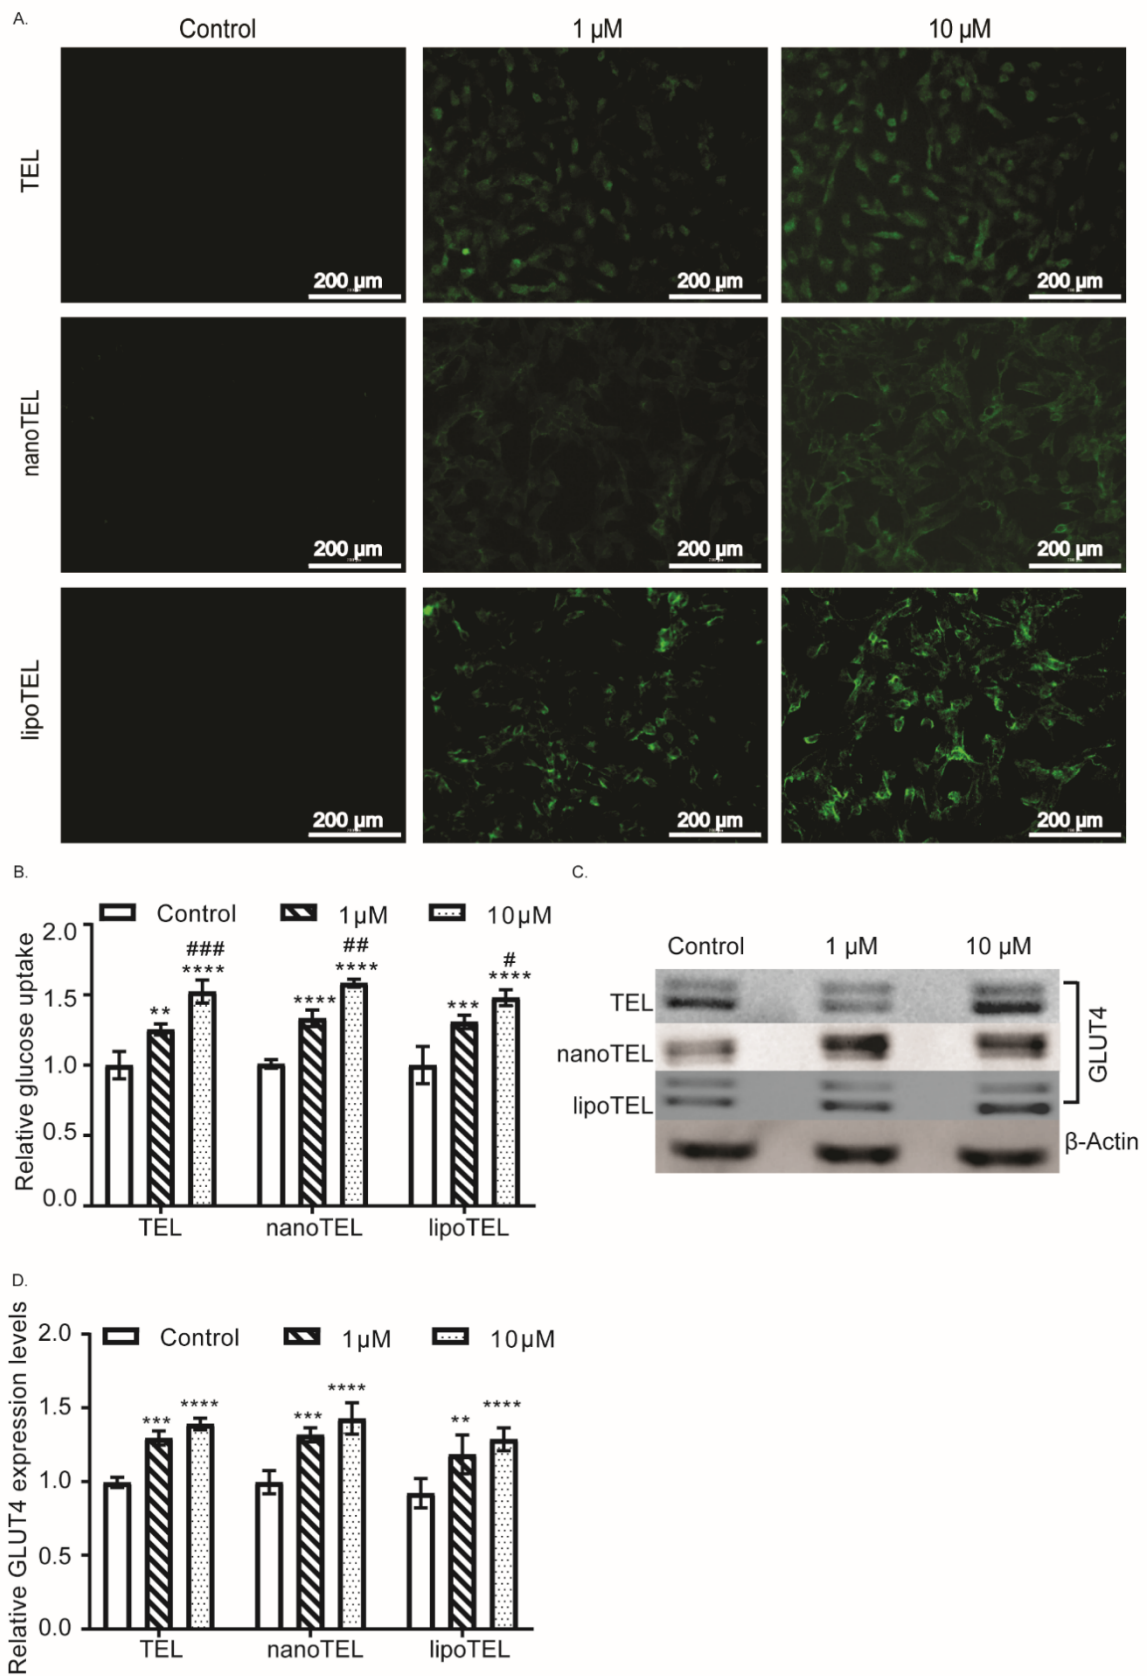 A.
Control 1 µM 10 µM
TEL
200 µm 200 µm 200 µm
nanoTEL
200 µm 200 µm 200 µm
lipoTEL
200 µm 200 µm 200 µm
B.
Control 1µM 10µM
Relative glucose uptake
2.0
1.5
1.0
0.5
0.0
** **** ###
**** **** ##
*** **** #
TEL nanoTEL lipoTEL
C.
Control 1 µM 10 µM
TEL
nanoTEL
lipoTEL
GLUT4
β-Actin
D.
Control 1µM 10µM
Relative GLUT4 expression levels
2.0
1.5
1.0
0.5
0.0
*** ****
*** ****
** ****
TEL nanoTEL lipoTEL